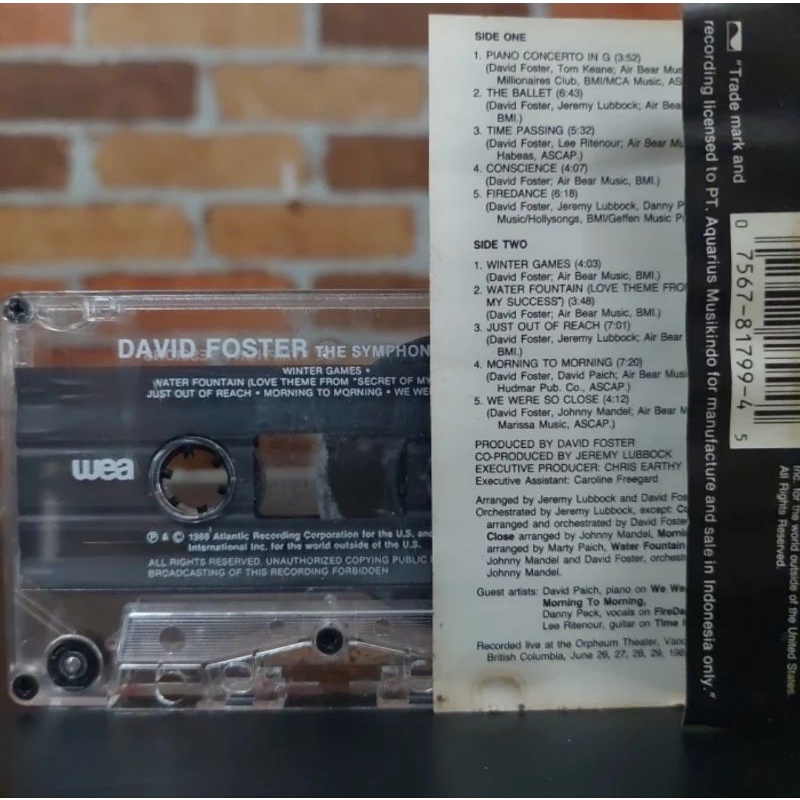 DAVID FOSTER THE SYMPHON
WINTER GAMES •
WATER FOUNTAIN (LOVE THEME FROM "SECRET OF MY
JUST OUT OF REACH • MORNING TO MORNING • WE WE
wea
℗ & © 1988 Atlantic Recording Corporation for the U.S. and
International Inc. for the world outside of the U.S.
ALL RIGHTS RESERVED. UNAUTHORIZED COPYING PUBLIC
BROADCASTING OF THIS RECORDING FORBIDDEN
SIDE ONE
1. PIANO CONCERTO IN G (3:52)
(David Foster, Tom Keane; Air Bear Mus
Millionaires Club, BMI/MCA Music, AS
2. THE BALLET (6:43)
(David Foster, Jeremy Lubbock; Air Bea
BMI.)
3. TIME PASSING (5:32)
(David Foster, Lee Ritenour; Air Bear Mu
Habeas, ASCAP.)
4. CONSCIENCE (4:07)
(David Foster; Air Bear Music, BMI.)
5. FIREDANCE (6:18)
(David Foster, Jeremy Lubbock, Danny P
Music/Hollysongs, BMI/Geffen Music P
SIDE TWO
1. WINTER GAMES (4:03)
(David Foster; Air Bear Music, BMI.)
2. WATER FOUNTAIN (LOVE THEME FRO
MY SUCCESS") (3:48)
(David Foster; Air Bear Music, BMI.)
3. JUST OUT OF REACH (7:01)
(David Foster, Jeremy Lubbock; Air Bear
BMI.)
4. MORNING TO MORNING (7:20)
(David Foster, David Paich; Air Bear Musi
Hudmar Pub. Co., ASCAP.)
5. WE WERE SO CLOSE (4:12)
(David Foster, Johnny Mandel; Air Bear M
Marissa Music, ASCAP.)
PRODUCED BY DAVID FOSTER
CO-PRODUCED BY JEREMY LUBBOCK
EXECUTIVE PRODUCER: CHRIS EARTHY
Executive Assistant: Caroline Freegard
Arranged by Jeremy Lubbock and David Fos
Orchestrated by Jeremy Lubbock, except: C
arranged and orchestrated by David Foster
Close arranged by Johnny Mandel, Morni
arranged by Marty Paich, Water Fountain
Johnny Mandel and David Foster, orchest
Johnny Mandel.
Guest artists: David Paich, piano on We We
Morning To Morning,
Danny Peck, vocals on FireDa
Lee Ritenour, guitar on Time
Recorded live at the Orpheum Theater, Vanc
British Columbia, June 26, 27, 28, 29, 198
"Trade mark and
recording licensed to PT. Aquarius Musikindo for manufacture and sale in Indonesia only."
0 7567-81799-4 5
Inc. for the world outside of the United States.
All Rights Reserved.